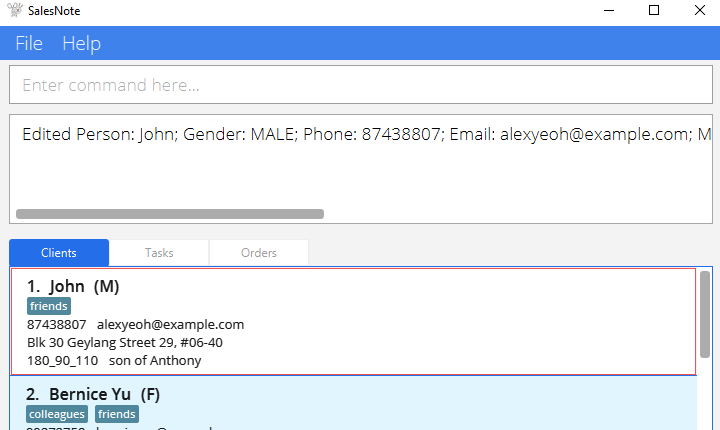 SalesNote
File Help
Enter command here...
Edited Person: John; Gender: MALE; Phone: 87438807; Email: alexyeoh@example.com; M
Clients Tasks Orders
1. John (M)
friends
87438807 alexyeoh@example.com
Blk 30 Geylang Street 29, #06-40
180_90_110 son of Anthony
2. Bernice Yu (F)
colleagues friends